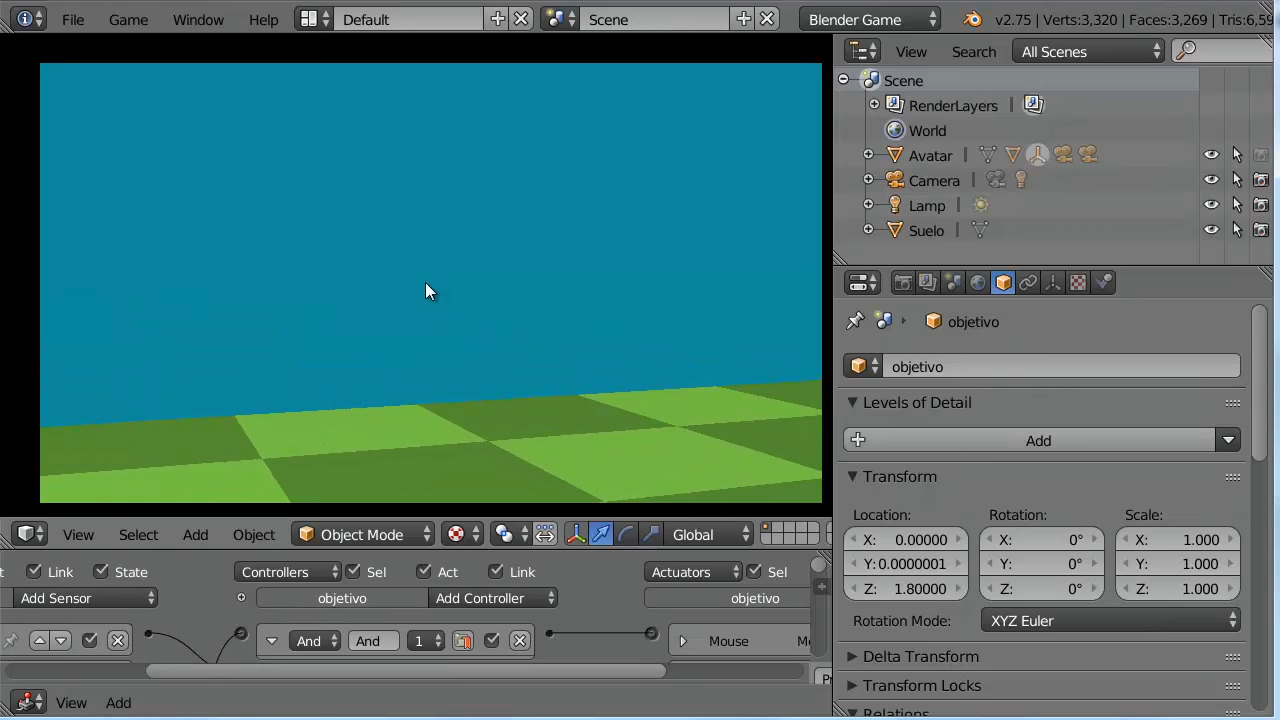 File Game Window Help Default Scene Blender Game v2.75 | Verts:3,320 | Faces:3,269 | Tris:6,59
View Search All Scenes
Scene
RenderLayers
World
Avatar
Camera
Lamp
Suelo
objetivo
objetivo
Levels of Detail
Add
Transform
Location: Rotation: Scale:
X: 0.00000 X: 0° X: 1.000
Y: 0.0000001 Y: 0° Y: 1.000
Z: 1.80000 Z: 0° Z: 1.000
Rotation Mode: XYZ Euler
Delta Transform
Transform Locks
Relations
View Select Add Object Object Mode Global
t Link State Controllers Sel Act Link Actuators Sel
Add Sensor objetivo Add Controller objetivo
And And 1 Mouse
View Add